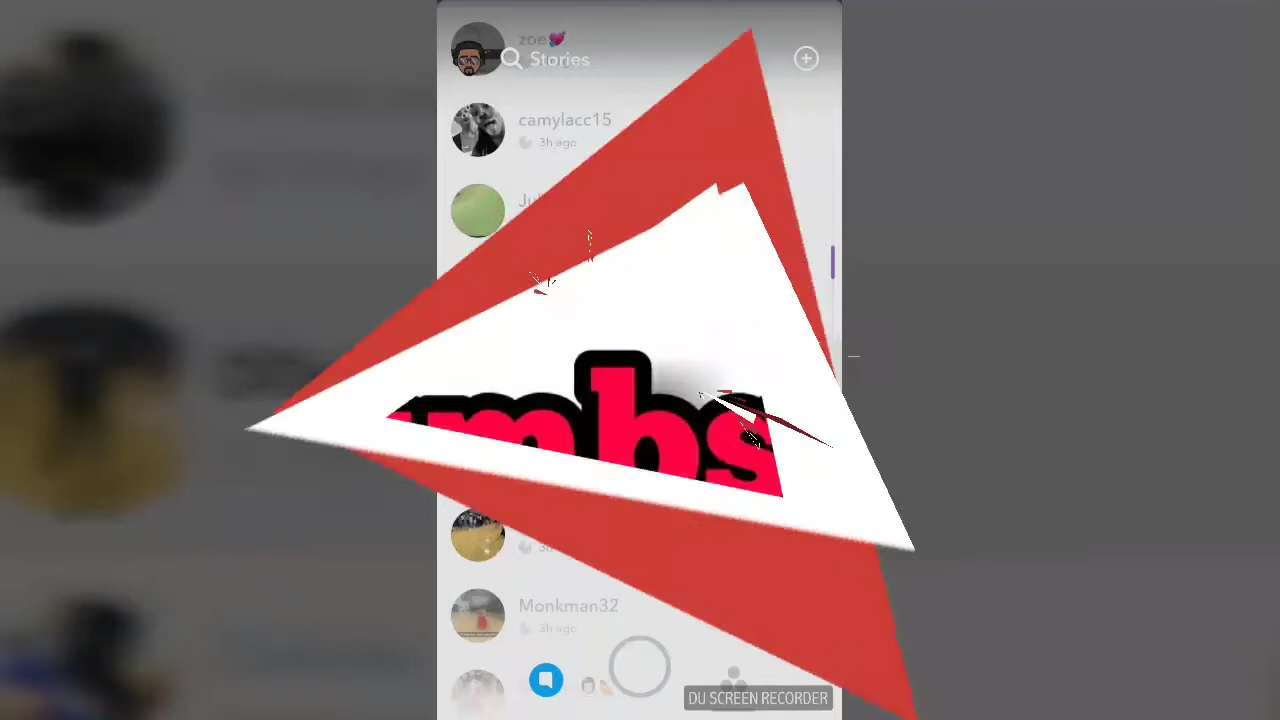 zoe💘
Stories
camylacc15
3h ago
mbs
Monkman32
3h ago
DU SCREEN RECORDER